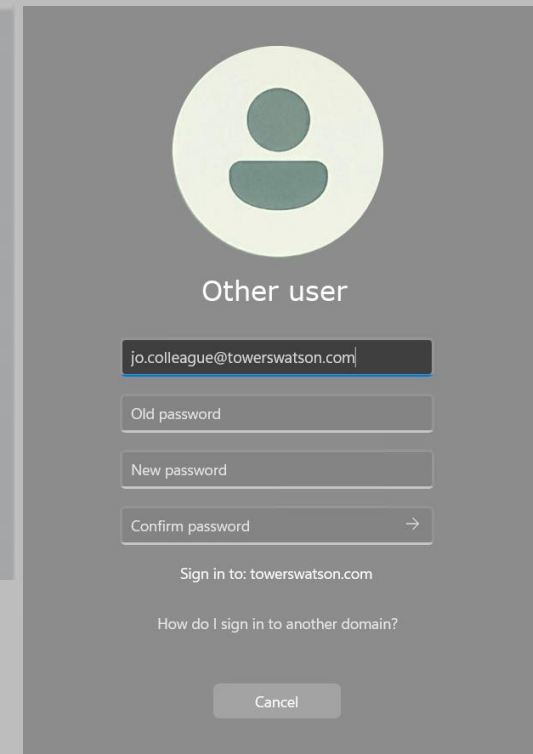 Other user
jo.colleague@towerswatson.com
Old password
New password
Confirm password
Sign in to: towerswatson.com
How do I sign in to another domain?
Cancel